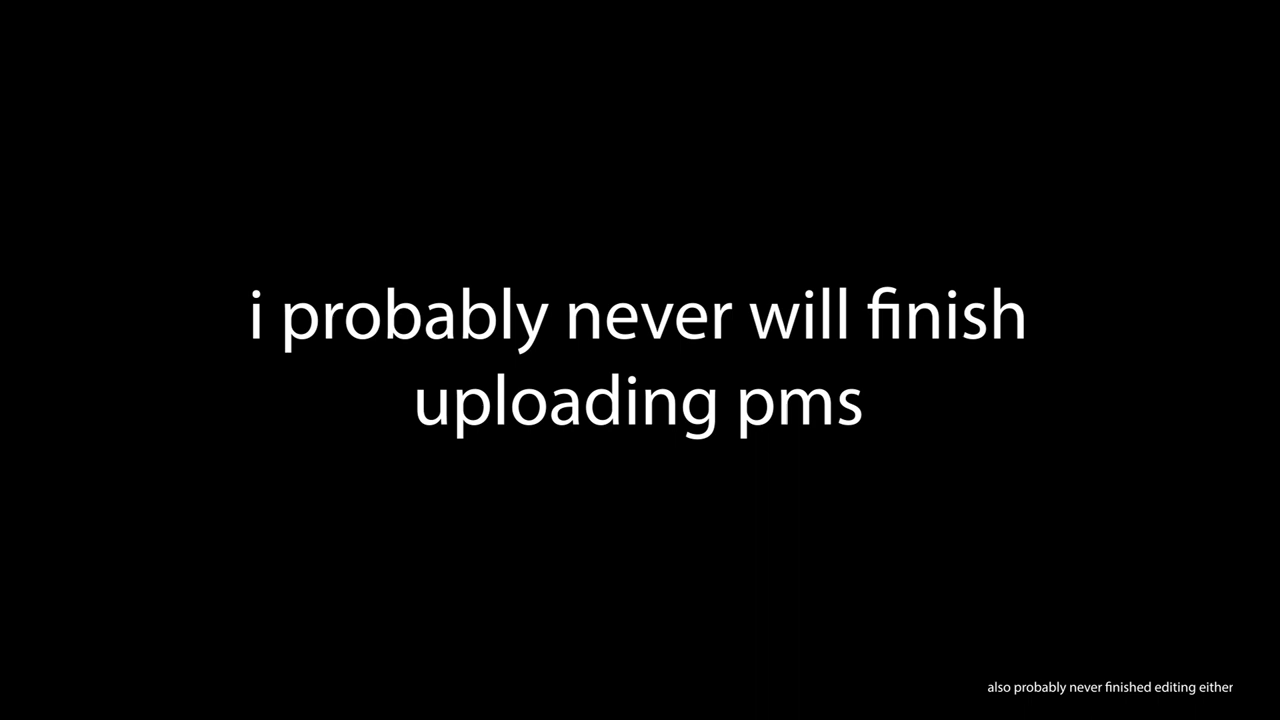 i probably never will finish
uploading pms
also probably never finished editing either